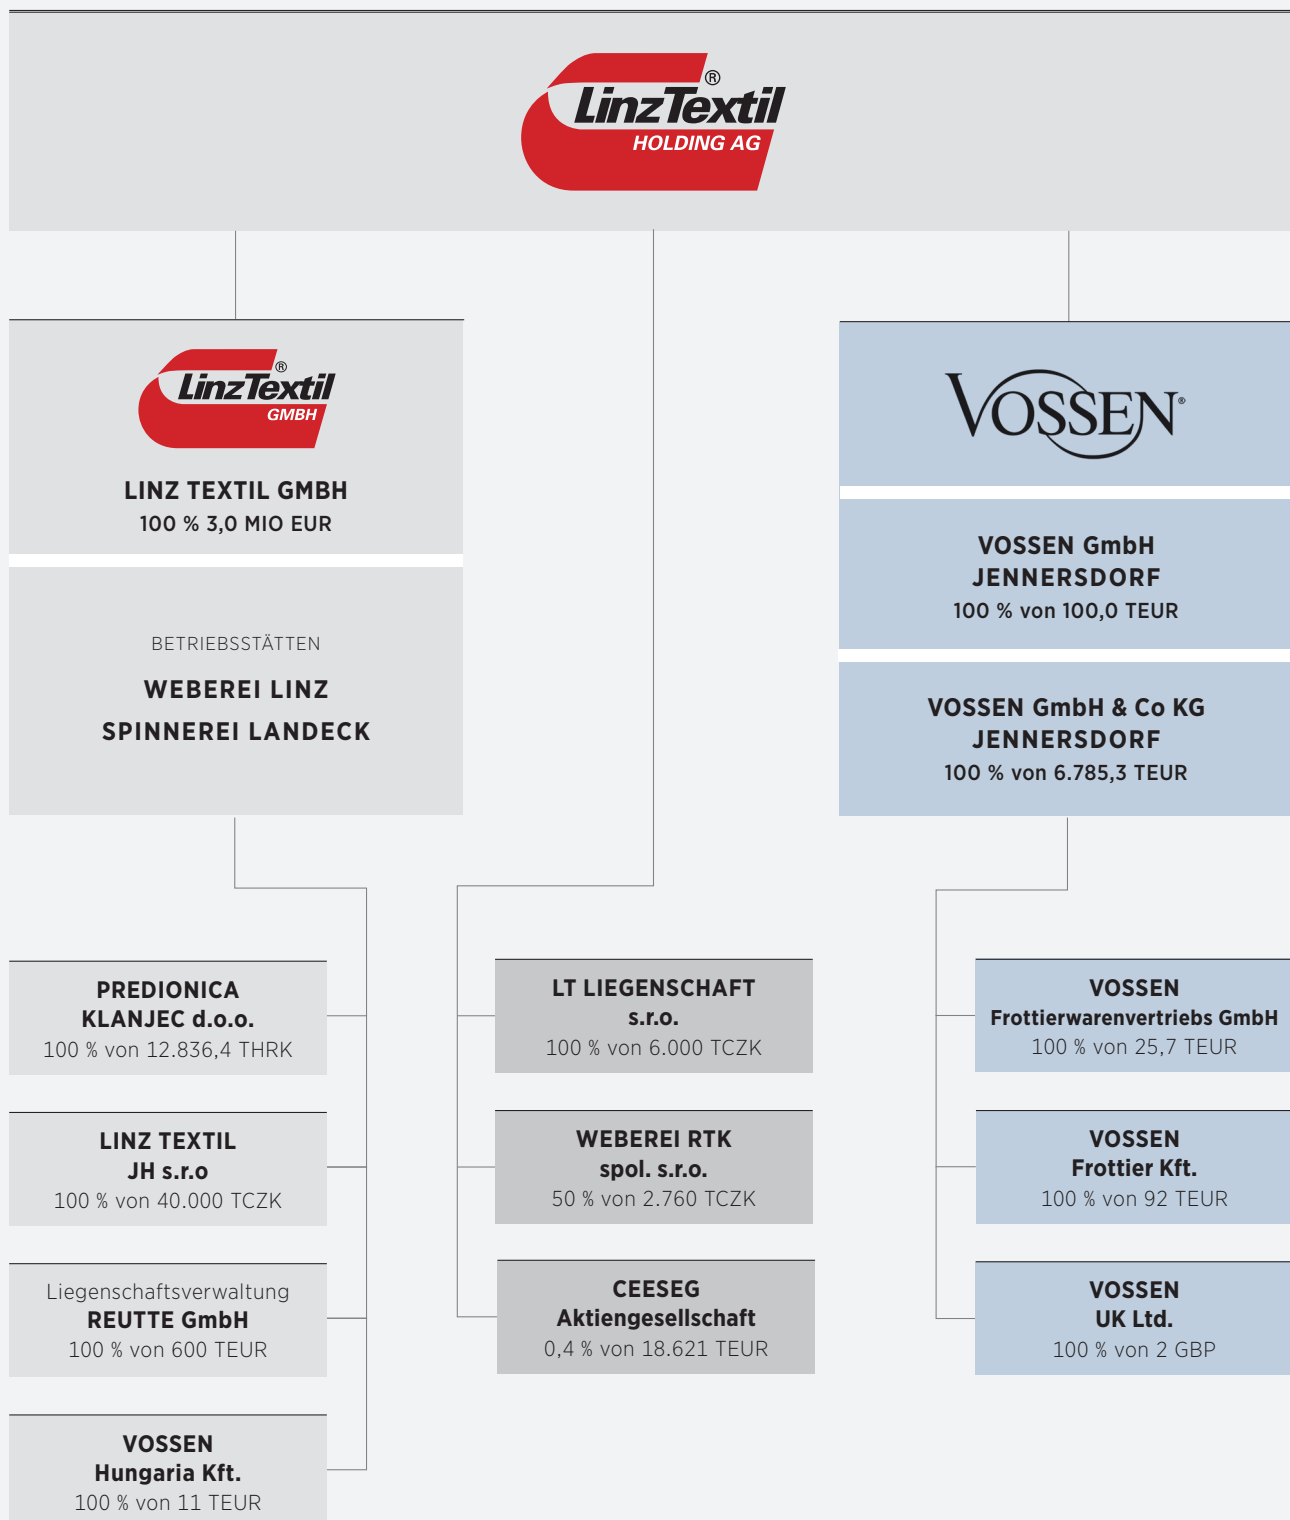 LinzTextil®
HOLDING AG
LinzTextil®
GMBH
LINZ TEXTIL GMBH
100 % 3,0 MIO EUR
BETRIEBSSTÄTTEN
WEBEREI LINZ
SPINNEREI LANDECK
VOSSEN®
VOSSEN GmbH
JENNERSDORF
100 % von 100,0 TEUR
VOSSEN GmbH & Co KG
JENNERSDORF
100 % von 6.785,3 TEUR
PREDIONICA
KLANJEC d.o.o.
100 % von 12.836,4 THRK
LINZ TEXTIL
JH s.r.o
100 % von 40.000 TCZK
Liegenschaftsverwaltung
REUTTE GmbH
100 % von 600 TEUR
VOSSEN
Hungaria Kft.
100 % von 11 TEUR
LT LIEGENSCHAFT
s.r.o.
100 % von 6.000 TCZK
WEBEREI RTK
spol. s.r.o.
50 % von 2.760 TCZK
CEESEG
Aktiengesellschaft
0,4 % von 18.621 TEUR
VOSSEN
Frottierwarenvertriebs GmbH
100 % von 25,7 TEUR
VOSSEN
Frottier Kft.
100 % von 92 TEUR
VOSSEN
UK Ltd.
100 % von 2 GBP